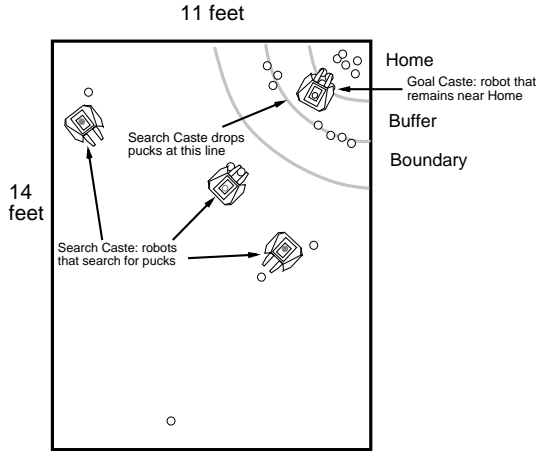 11 feet
Home
Goal Caste: robot that
remains near Home
Buffer
Search Caste drops
pucks at this line
Boundary
14
feet
Search Caste: robots
that search for pucks